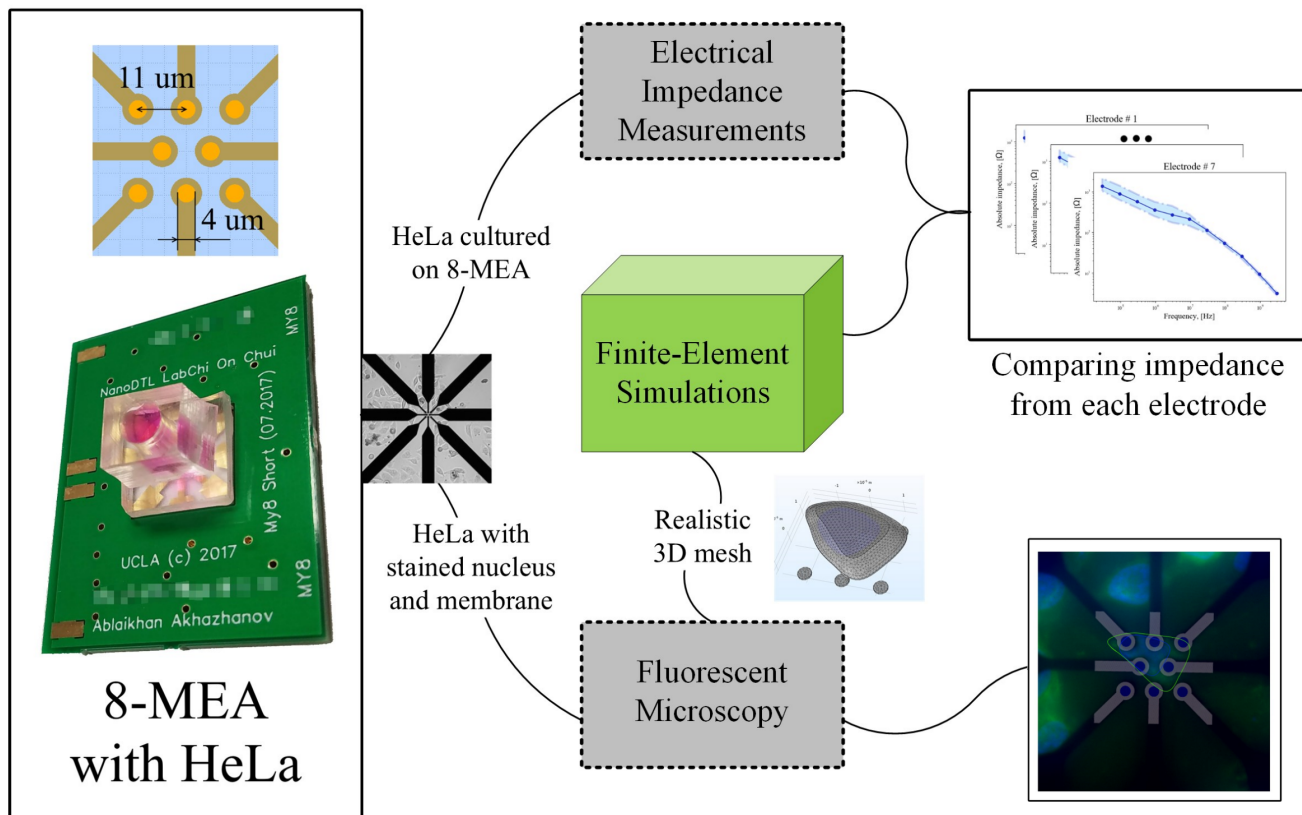 11 um
4 um
MY8
NanoDTL LabChi On Chui
My8 Short (07.2017)
UCLA (c) 2017
MY8
Ablaikhan Akhazhanov
8-MEA
with HeLa
HeLa cultured
on 8-MEA
HeLa with
stained nucleus
and membrane
Electrical
Impedance
Measurements
Finite-Element
Simulations
Realistic
3D mesh
Fluorescent
Microscopy
Electrode # 1
Absolute impedance, [Ω]
Absolute impedance, [Ω]
Electrode # 7
Absolute impedance, [Ω]
Frequency, [Hz]
Comparing impedance
from each electrode